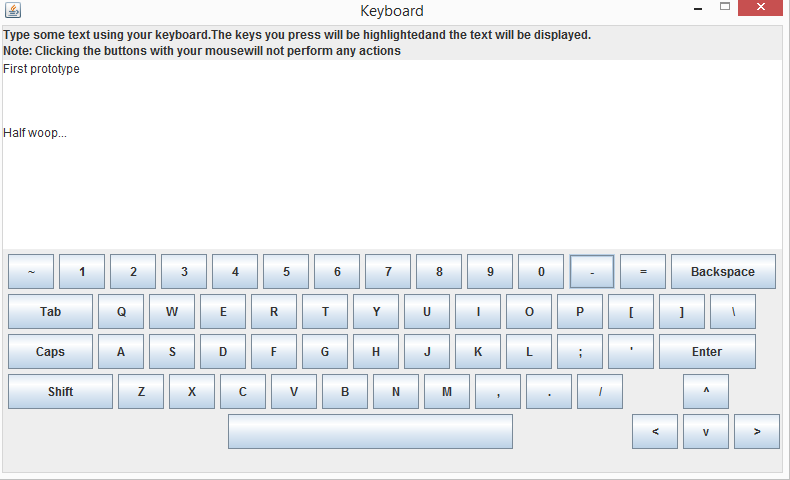 Keyboard
Type some text using your keyboard.The keys you press will be highlightedand the text will be displayed.
Note: Clicking the buttons with your mousewill not perform any actions
First prototype
Half woop...
~ 1 2 3 4 5 6 7 8 9 0 - = Backspace
Tab Q W E R T Y U I O P [ ] \
Caps A S D F G H J K L ; ' Enter
Shift Z X C V B N M , . / ^
< v >